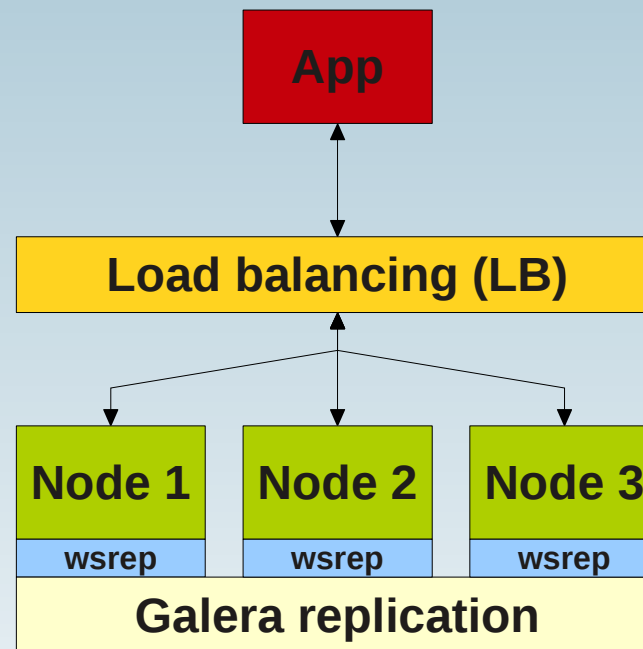 App
Load balancing (LB)
Node 1
Node 2
Node 3
wsrep
wsrep
wsrep
Galera replication